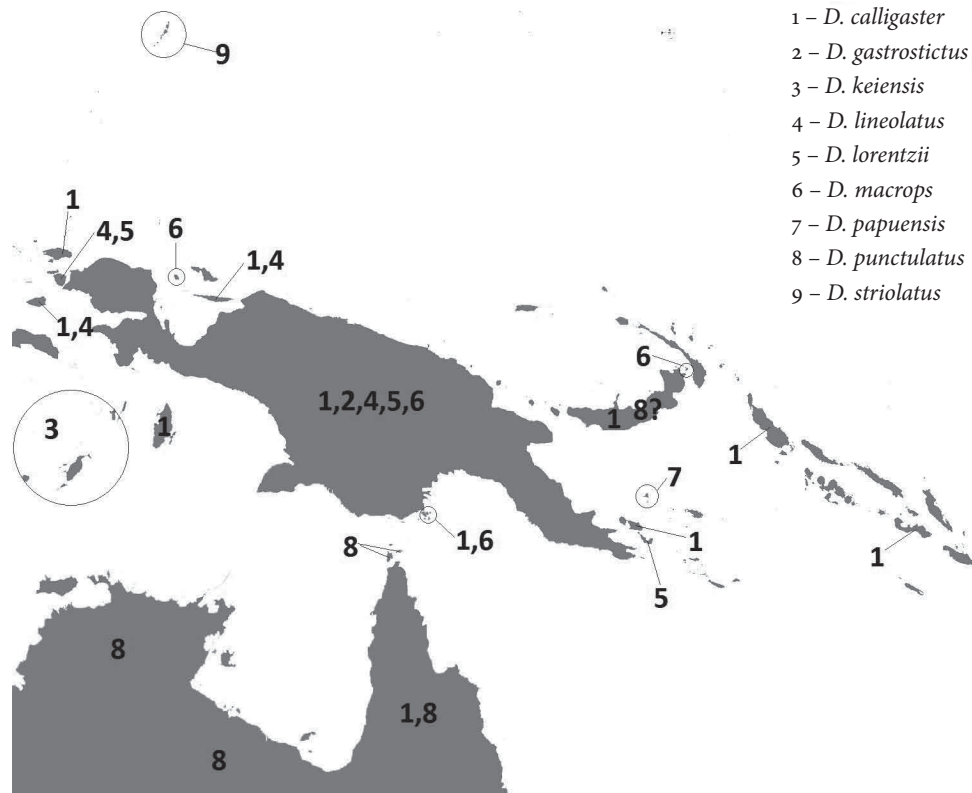 1 – D. calligaster
2 – D. gastrostictus
3 – D. keiensis
4 – D. lineolatus
5 – D. lorentzii
6 – D. macrops
7 – D. papuensis
8 – D. punctulatus
9 – D. striolatus
9
1
4,5
6
1,4
1,4
6
1,2,4,5,6
1 8?
3
1
1
7
1,6
8
1
1
5
8
1,8
8